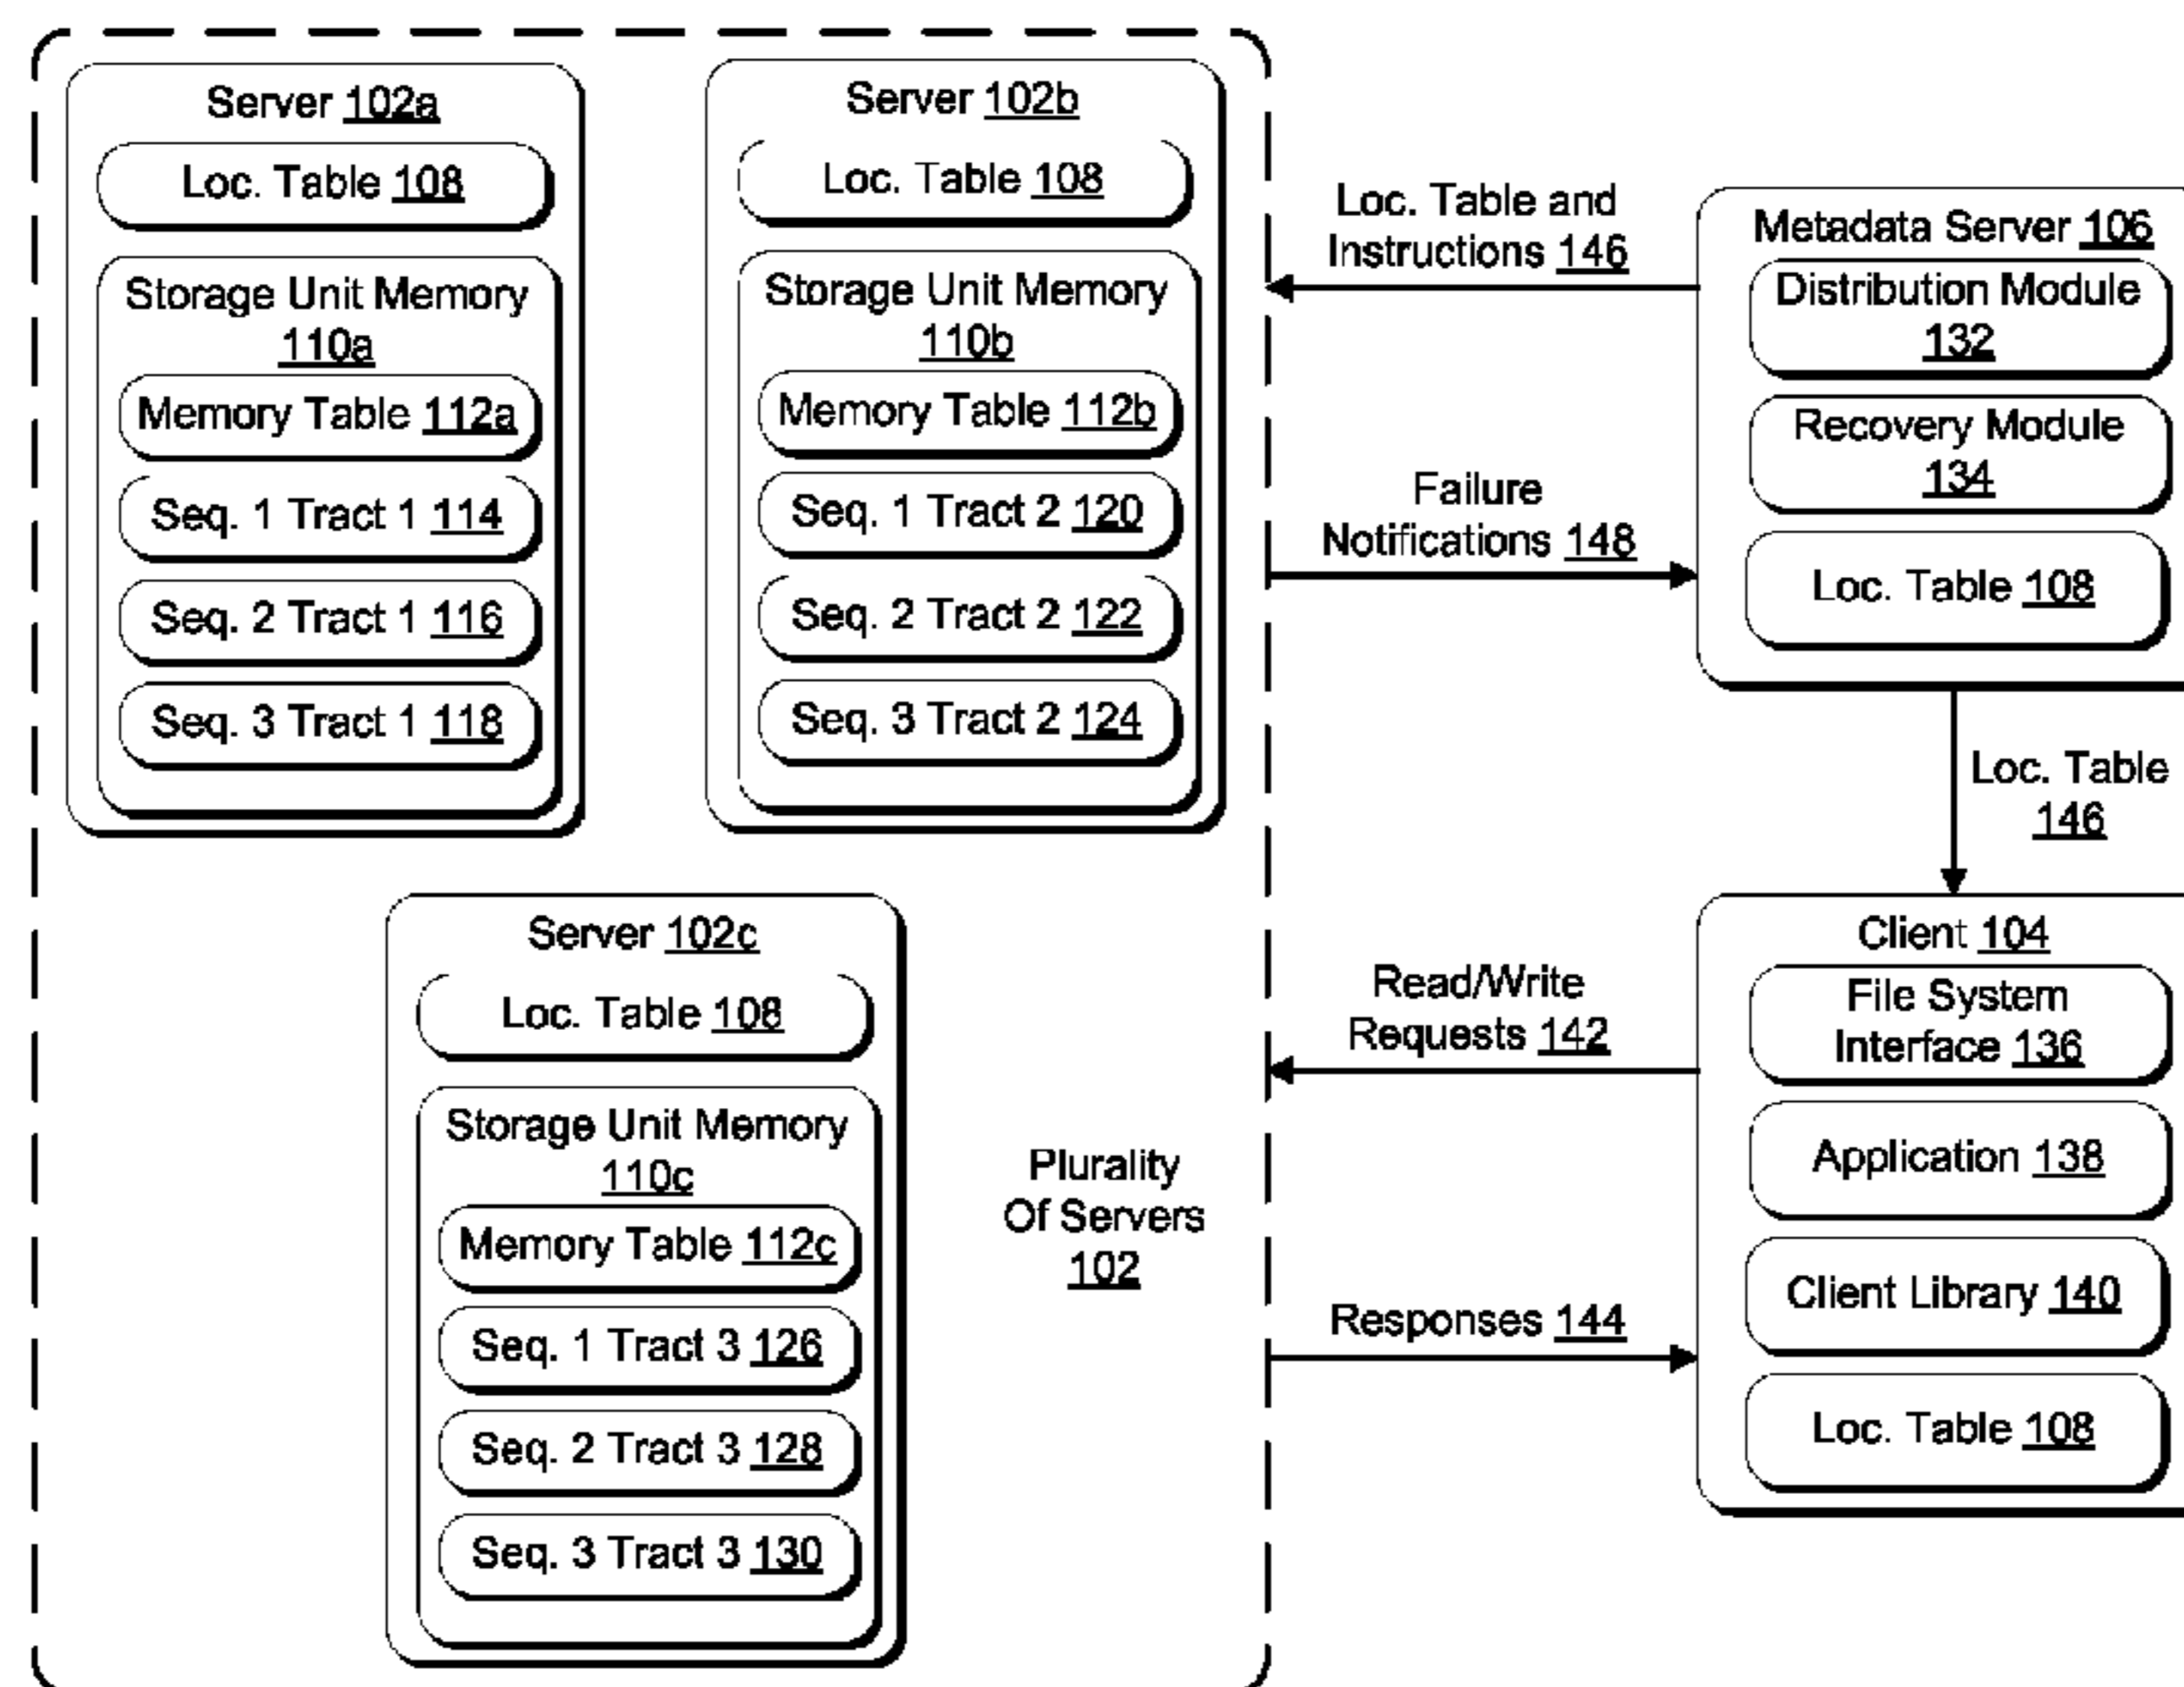 Server 102a
Loc. Table 108
Storage Unit Memory
110a
Memory Table 112a
Seq. 1 Tract 1 114
Seq. 2 Tract 1 116
Seq. 3 Tract 1 118
Server 102b
Loc. Table 108
Storage Unit Memory
110b
Memory Table 112b
Seq. 1 Tract 2 120
Seq. 2 Tract 2 122
Seq. 3 Tract 2 124
Server 102c
Loc. Table 108
Storage Unit Memory
110c
Memory Table 112c
Seq. 1 Tract 3 126
Seq. 2 Tract 3 128
Seq. 3 Tract 3 130
Plurality
Of Servers
102
Loc. Table and
Instructions 146
Failure
Notifications 148
Metadata Server 106
Distribution Module
132
Recovery Module
134
Loc. Table 108
Loc. Table
146
Read/Write
Requests 142
Responses 144
Client 104
File System
Interface 136
Application 138
Client Library 140
Loc. Table 108